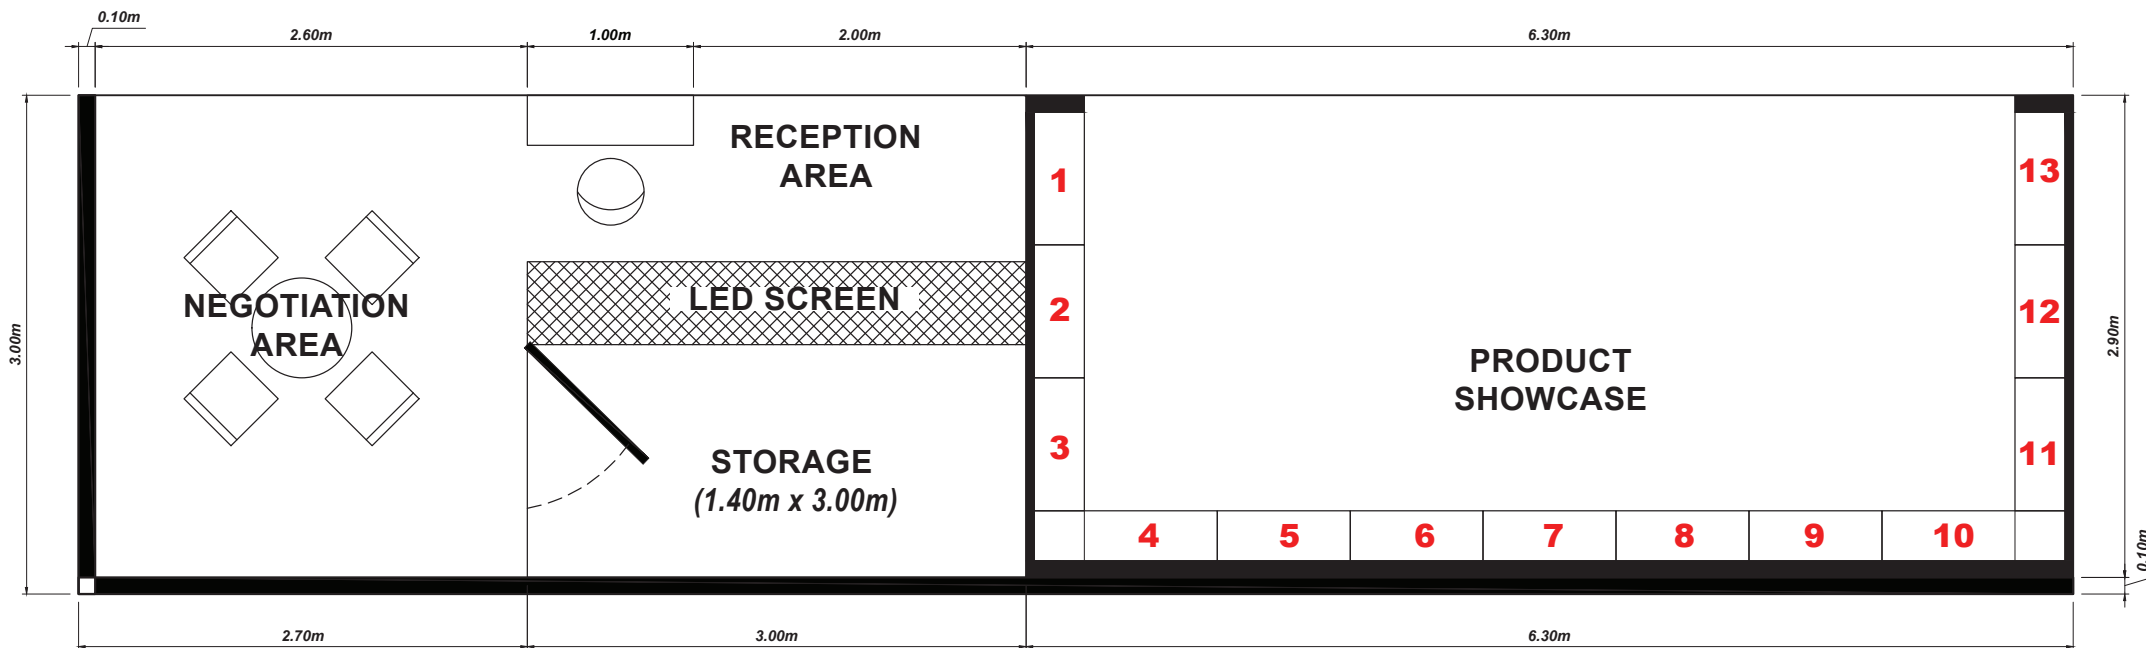 0.10m
2.60m
1.00m
2.00m
6.30m
RECEPTION
AREA
1
13
LED SCREEN
2
12
NEGOTIATION
AREA
3.00m
2.90m
PRODUCT
SHOWCASE
3
11
STORAGE
(1.40m x 3.00m)
4
5
6
7
8
9
10
0.10m
2.70m
3.00m
6.30m